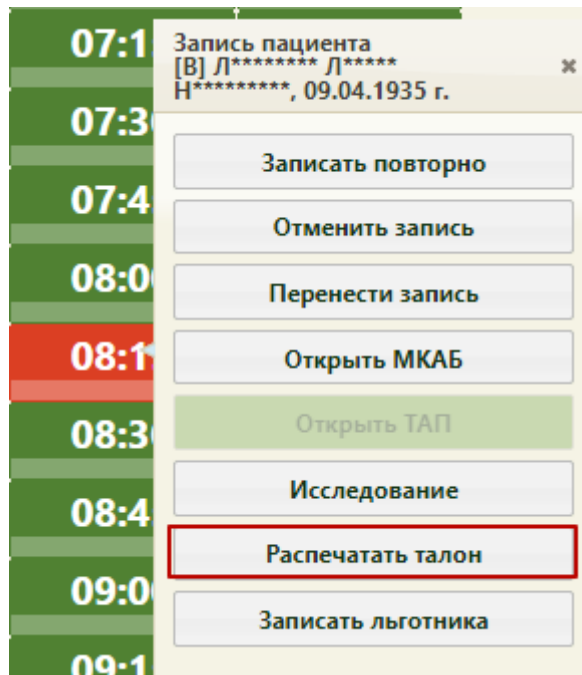 07:1
Запись пациента
[В] Л******** Л*****
Н*********, 09.04.1935 г.
07:3
Записать повторно
07:4
Отменить запись
08:0
Перенести запись
08:1
Открыть МКАБ
Открыть ТАП
08:3
Исследование
08:4
Распечатать талон
09:0
Записать льготника
09:1